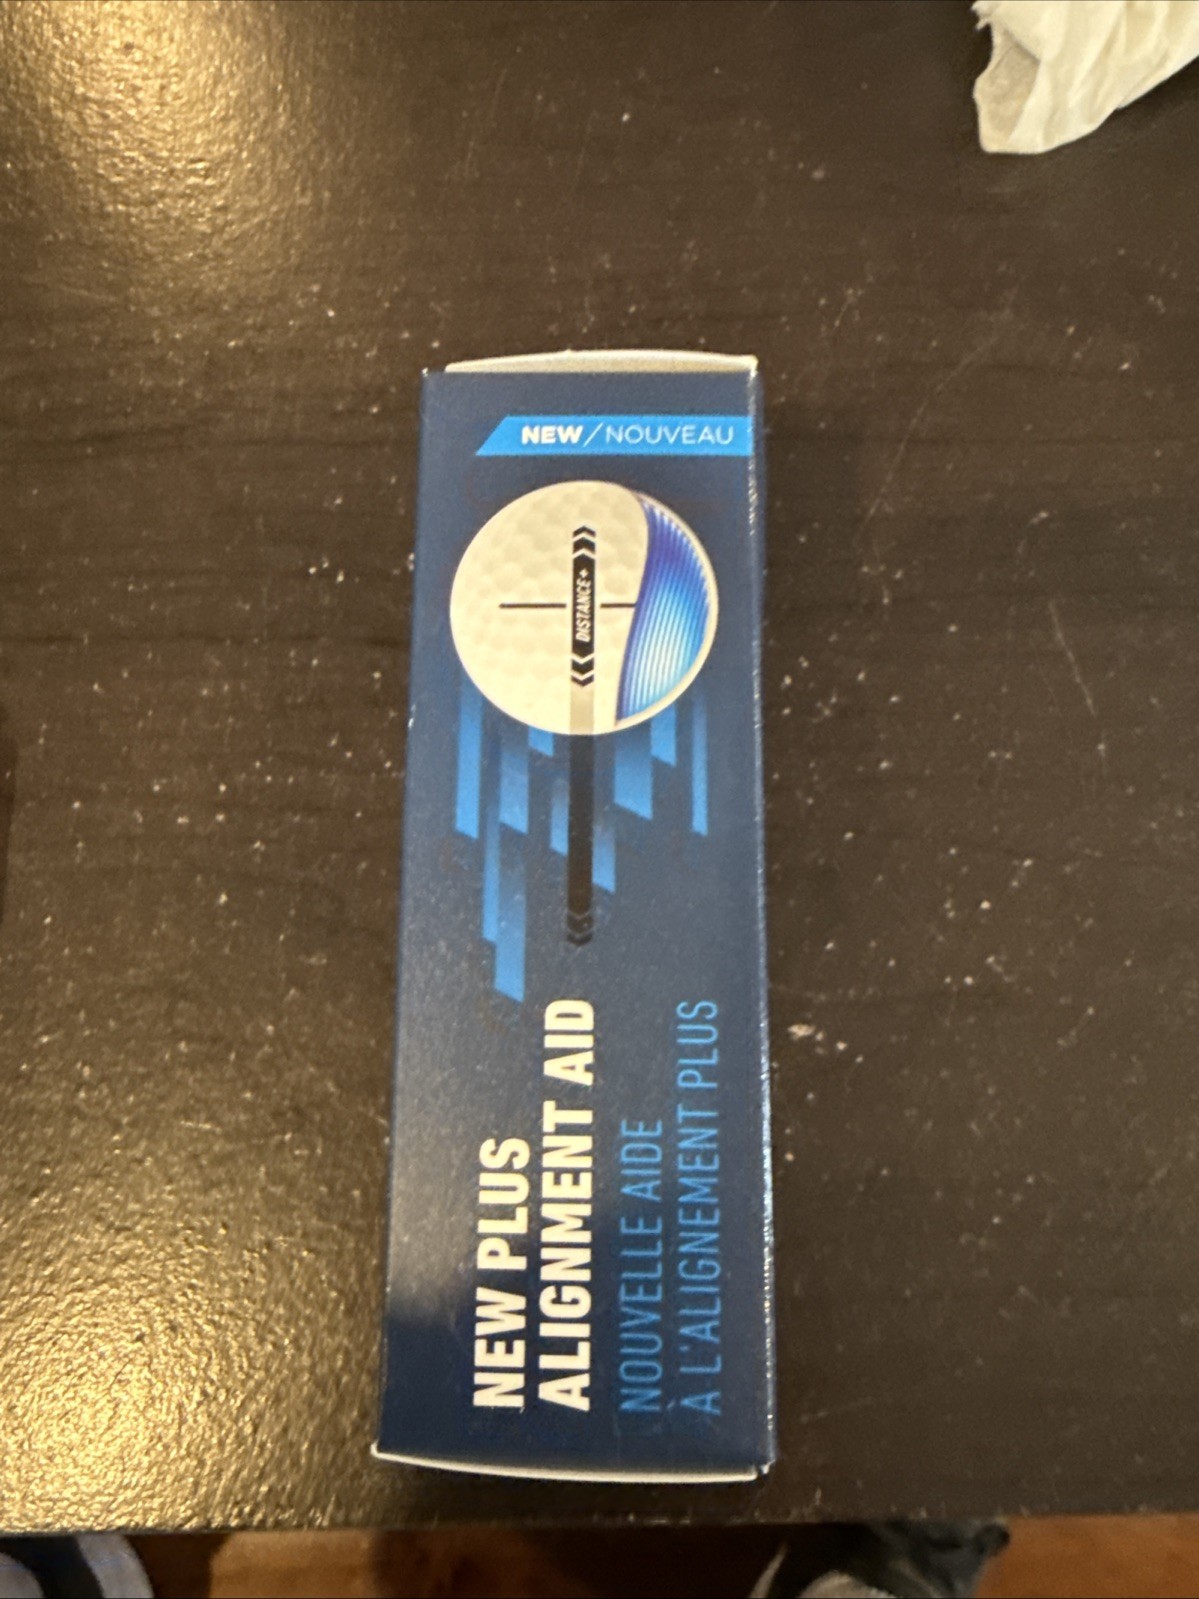 NEW/NOUVEAU
DISTANCE+
NEW PLUS
ALIGNMENT AID
NOUVELLE AIDE
À L'ALIGNEMENT PLUS